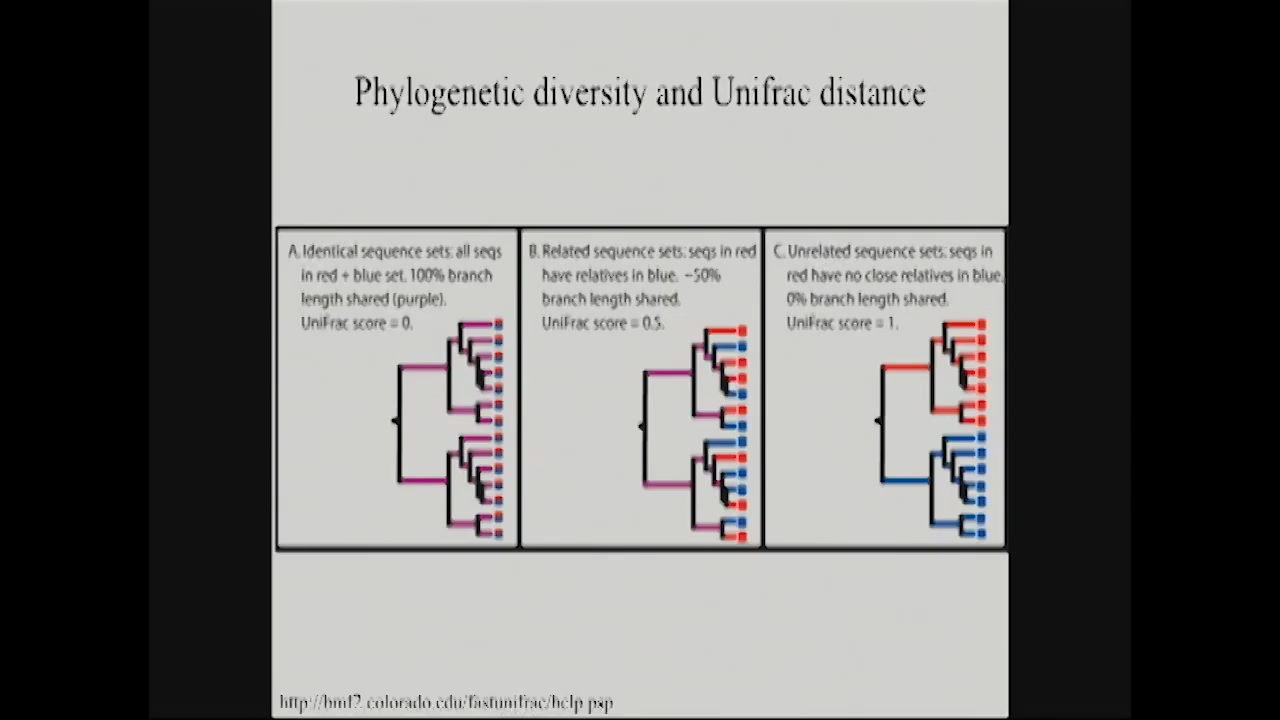 Phylogenetic diversity and Unifrac distance
A. Identical sequence sets: all seqs
in red + blue set. 100% branch
length shared (purple).
UniFrac score = 0.
B. Related sequence sets: seqs in red
have relatives in blue. ~50%
branch length shared.
UniFrac score = 0.5.
C. Unrelated sequence sets: seqs in
red have no close relatives in blue.
0% branch length shared.
UniFrac score = 1.
http://bmf2.colorado.edu/fastunifrac/help.psp